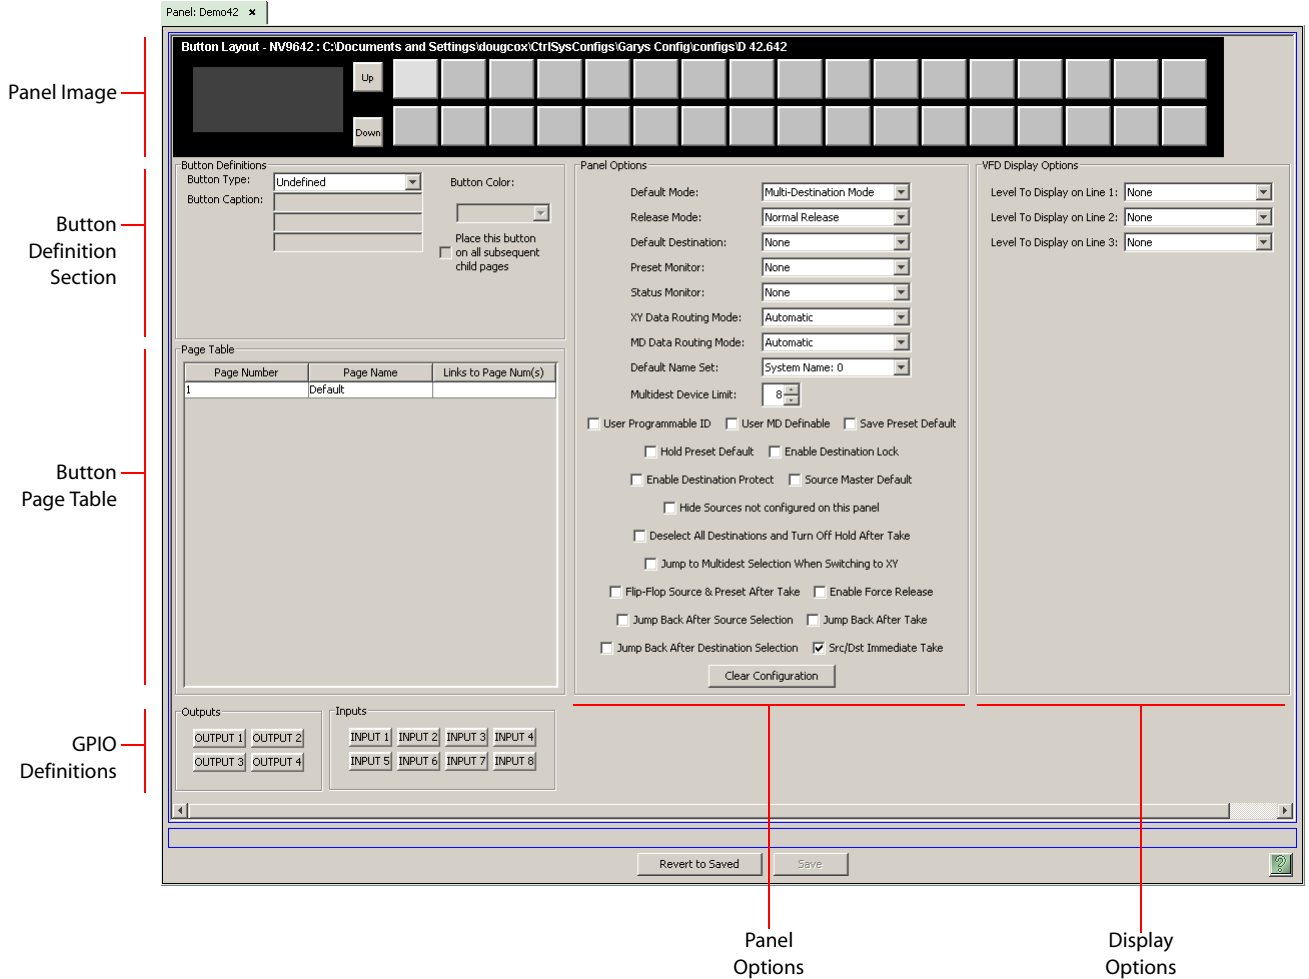 Panel: Demo42 ×
Button Layout - NV9642 : C:\Documents and Settings\dougcox\CtrlSysConfigs\Garys Config\configs\D 42.642
Up
Down
Panel Image
Button Definitions
Button Type: Undefined
Button Caption:
Button Color:
Place this button
on all subsequent
child pages
Button
Definition
Section
Page Table
Page Number Page Name Links to Page Num(s)
1 Default
Button
Page Table
Panel Options
Default Mode: Multi-Destination Mode
Release Mode: Normal Release
Default Destination: None
Preset Monitor: None
Status Monitor: None
XY Data Routing Mode: Automatic
MD Data Routing Mode: Automatic
Default Name Set: System Name: 0
Multidest Device Limit: 8
User Programmable ID User MD Definable Save Preset Default
Hold Preset Default Enable Destination Lock
Enable Destination Protect Source Master Default
Hide Sources not configured on this panel
Deselect All Destinations and Turn Off Hold After Take
Jump to Multidest Selection When Switching to XY
Flip-Flop Source & Preset After Take Enable Force Release
Jump Back After Source Selection Jump Back After Take
Jump Back After Destination Selection Src/Dst Immediate Take
Clear Configuration
VFD Display Options
Level To Display on Line 1: None
Level To Display on Line 2: None
Level To Display on Line 3: None
GPIO
Definitions
Outputs
OUTPUT 1 OUTPUT 2
OUTPUT 3 OUTPUT 4
Inputs
INPUT 1 INPUT 2 INPUT 3 INPUT 4
INPUT 5 INPUT 6 INPUT 7 INPUT 8
Revert to Saved Save ?
Panel
Options
Display
Options